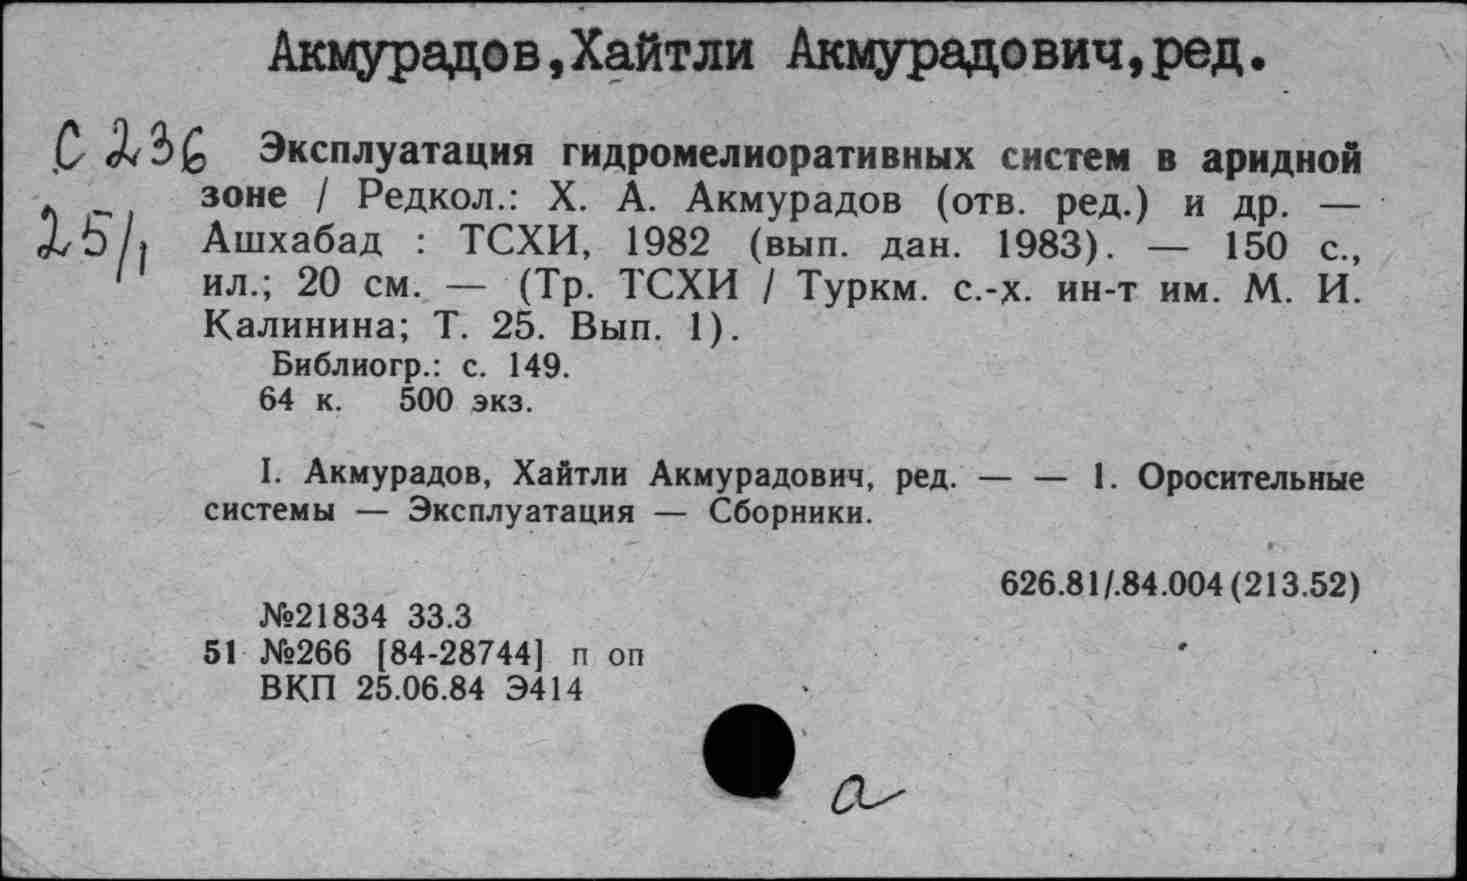 Акмурадов,Хайтли Акмурадович,ред.
С 236
25/1
Эксплуатация гидромелиоративных систем в аридной
зоне / Редкол.: Х. А. Акмурадов (отв. ред.) и др. —
Ашхабад : ТСХИ, 1982 (вып. дан. 1983). — 150 с.,
ил.; 20 см. — (Тр. ТСХИ / Туркм. с.-х. ин-т им. М. И.
Калинина; Т. 25. Вып. 1).
Библиогр.: с. 149.
64 к. 500 экз.
I. Акмурадов, Хайтли Акмурадович, ред. — — 1. Оросительные
системы — Эксплуатация — Сборники.
626.81/.84.004(213.52)
№21834 33.3
51 №266 [84-28744] п оп
ВКП 25.06.84 Э414
а